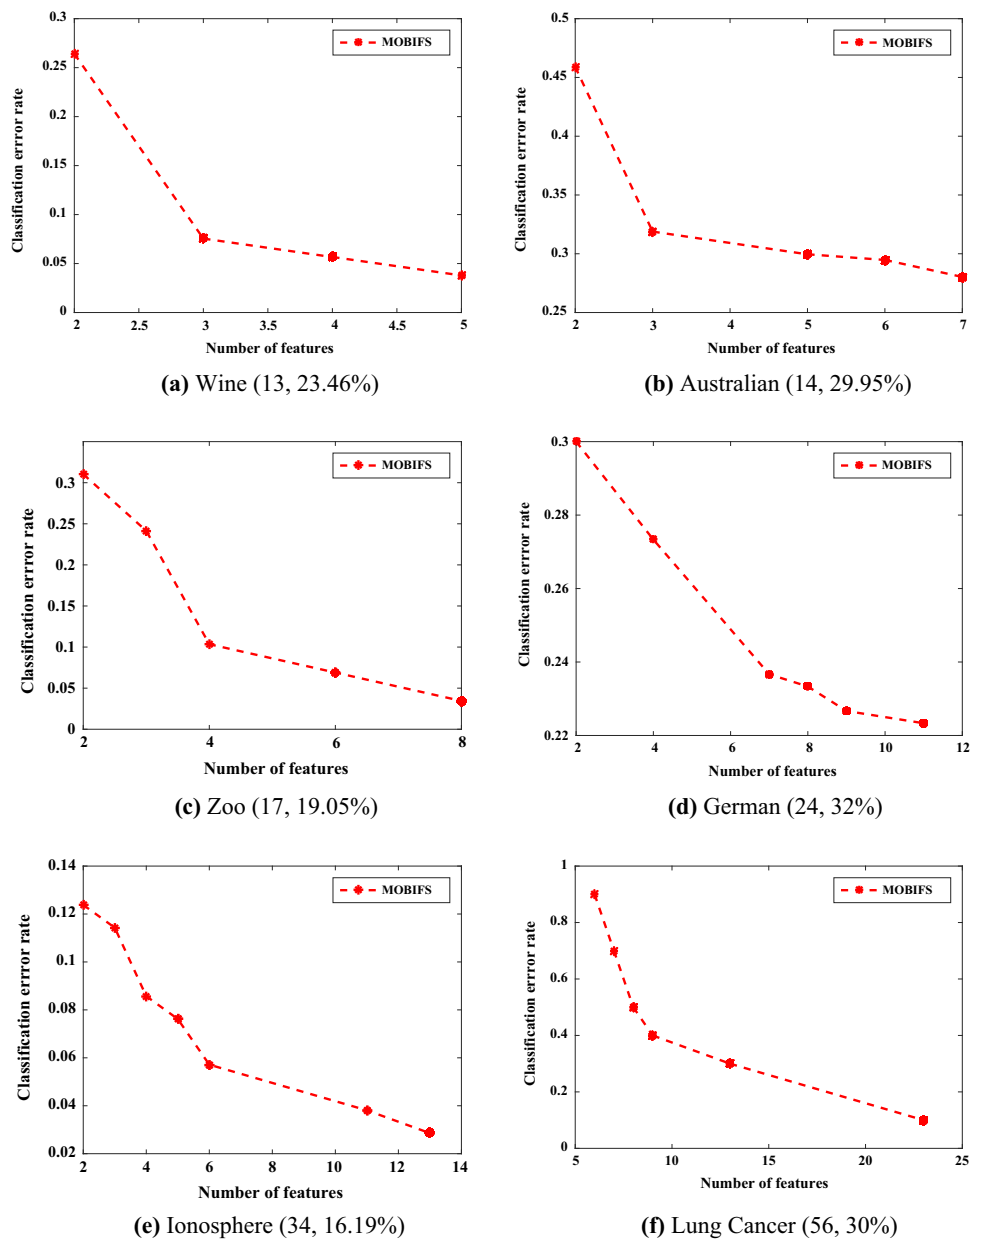 0.3
0.25
0.2
0.15
0.1
0.05
0
Classification errror rate
MOBIFS
2 2.5 3 3.5 4 4.5 5
Number of features
(a) Wine (13, 23.46%)
0.5
0.45
0.4
0.35
0.3
0.25
Classification errror rate
MOBIFS
2 3 4 5 6 7
Number of features
(b) Australian (14, 29.95%)
0.3
0.25
0.2
0.15
0.1
0.05
0
Classification errror rate
MOBIFS
2 4 6 8
Number of features
(c) Zoo (17, 19.05%)
0.3
0.28
0.26
0.24
0.22
Classification errror rate
MOBIFS
2 4 6 8 10 12
Number of features
(d) German (24, 32%)
0.14
0.12
0.1
0.08
0.06
0.04
0.02
Classification errror rate
MOBIFS
2 4 6 8 10 12 14
Number of features
(e) Ionosphere (34, 16.19%)
1
0.8
0.6
0.4
0.2
0
Classification errror rate
MOBIFS
5 10 15 20 25
Number of features
(f) Lung Cancer (56, 30%)